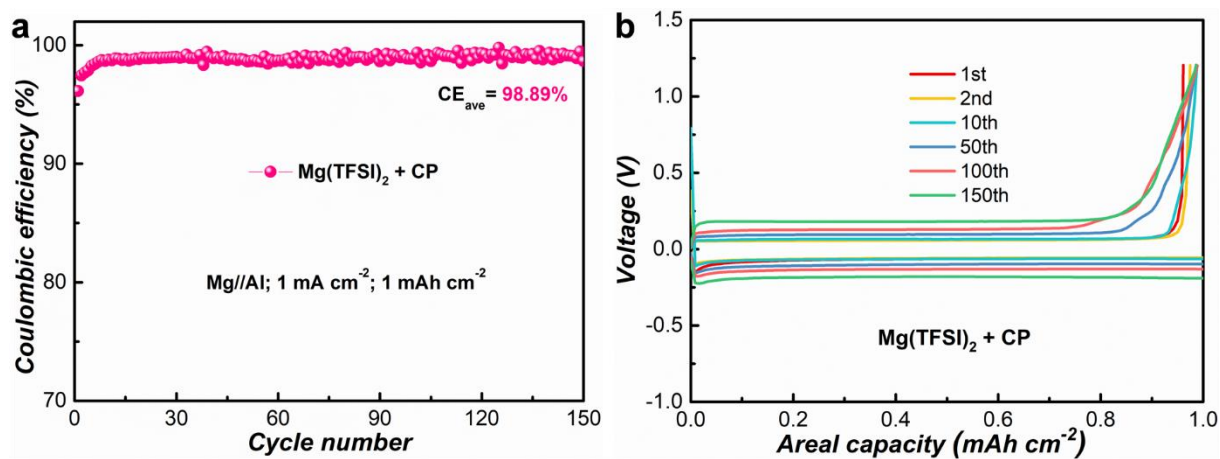 a
100
90
80
70
Coulombic efficiency (%)
CE_ave = 98.89%
Mg(TFSI)₂ + CP
Mg//Al; 1 mA cm⁻²; 1 mAh cm⁻²
0 30 60 90 120 150
Cycle number
b
1.5
1.0
0.5
0.0
-0.5
-1.0
Voltage (V)
1st
2nd
10th
50th
100th
150th
Mg(TFSI)₂ + CP
0.0 0.2 0.4 0.6 0.8 1.0
Areal capacity (mAh cm⁻²)